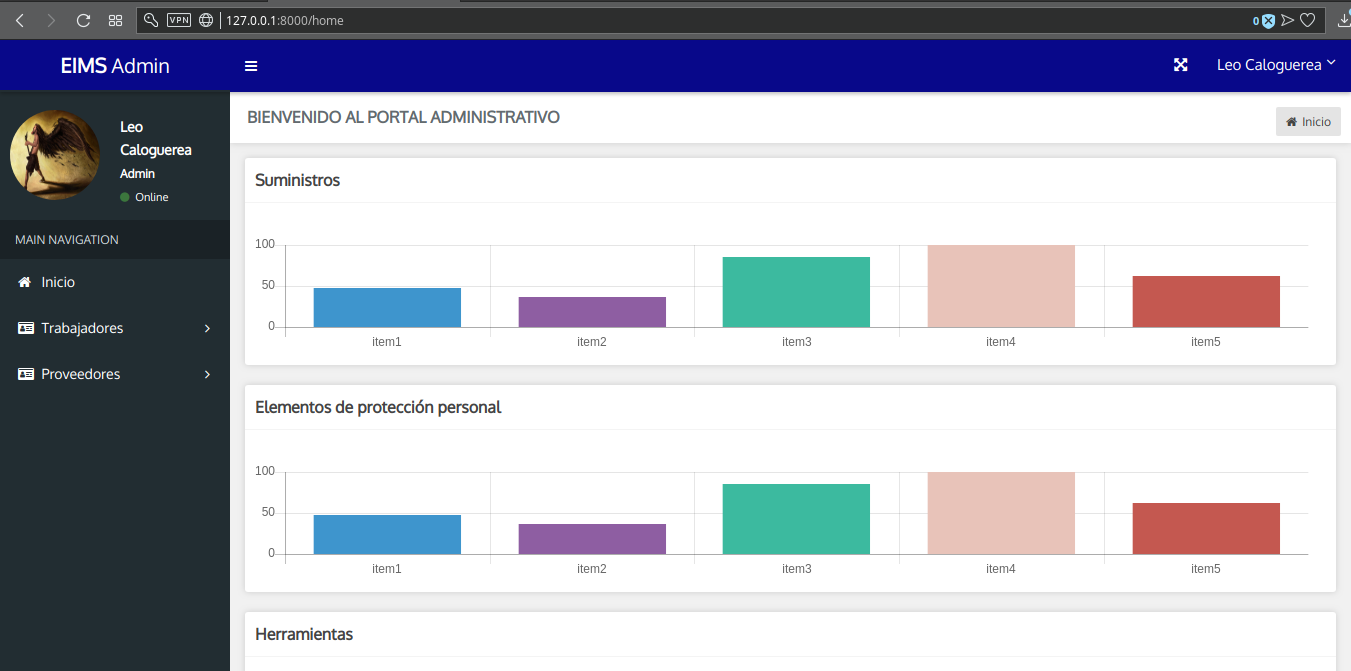 VPN 127.0.0.1:8000/home 0
EIMS Admin Leo Caloguerea
Leo
Caloguerea
Admin
Online
MAIN NAVIGATION
Inicio
Trabajadores
Proveedores
BIENVENIDO AL PORTAL ADMINISTRATIVO Inicio
Suministros
100
50
0
item1 item2 item3 item4 item5
Elementos de protección personal
100
50
0
item1 item2 item3 item4 item5
Herramientas